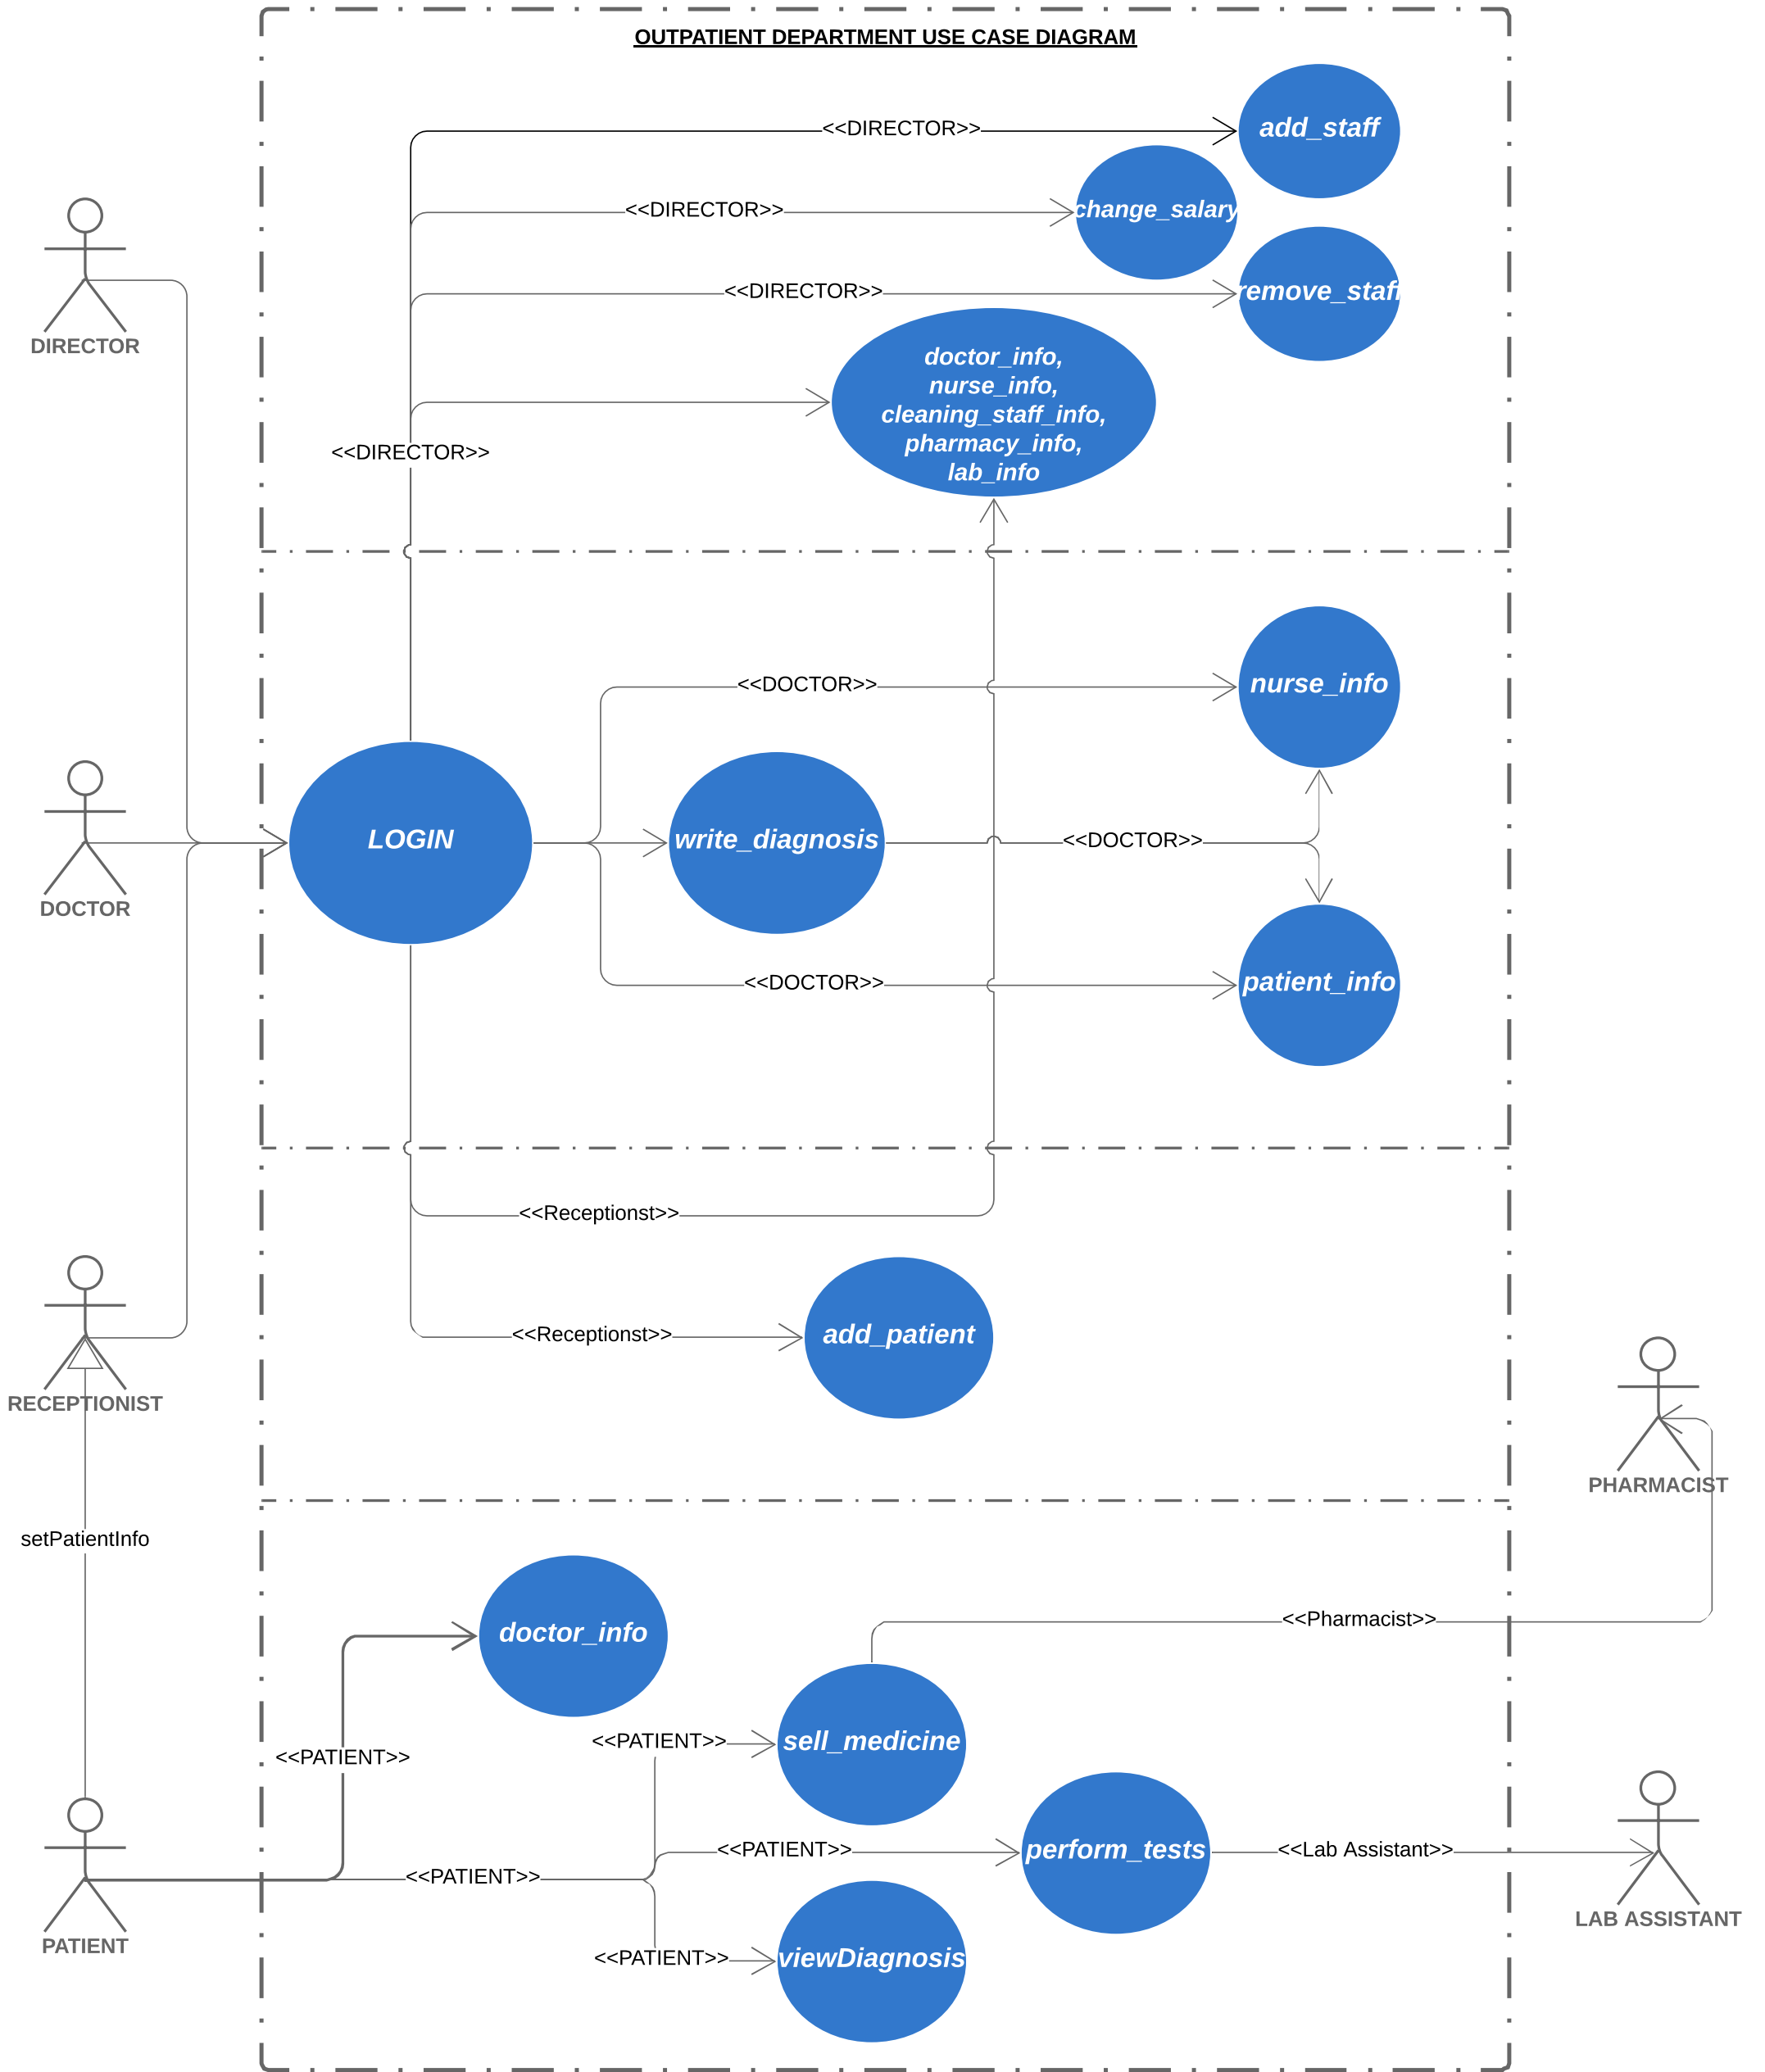 OUTPATIENT DEPARTMENT USE CASE DIAGRAM
<<DIRECTOR>>
add_staff
<<DIRECTOR>>
change_salary
<<DIRECTOR>>
remove_staff
DIRECTOR
doctor_info,
nurse_info,
cleaning_staff_info,
pharmacy_info,
lab_info
<<DIRECTOR>>
<<DOCTOR>>
nurse_info
LOGIN
write_diagnosis
<<DOCTOR>>
DOCTOR
<<DOCTOR>>
patient_info
<<Receptionst>>
<<Receptionst>>
add_patient
RECEPTIONIST
PHARMACIST
setPatientInfo
<<Pharmacist>>
doctor_info
<<PATIENT>>
<<PATIENT>>
sell_medicine
<<PATIENT>>
perform_tests
<<Lab Assistant>>
<<PATIENT>>
LAB ASSISTANT
PATIENT
<<PATIENT>>
viewDiagnosis